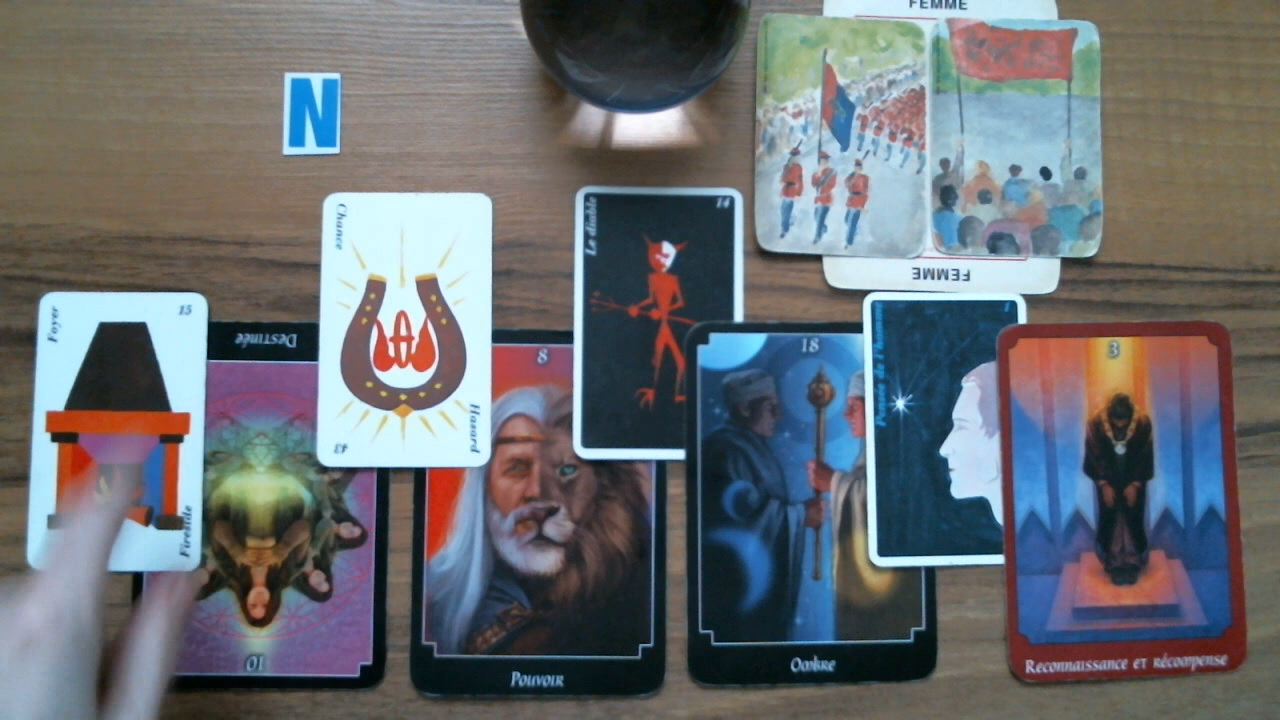 FEMME
N
FEMME
Chance
Hasard
43
Le diable
14
Foyer
15
Fireside
Destinée
10
8
Pouvoir
18
Ombre
3
Reconnaissance et récompense